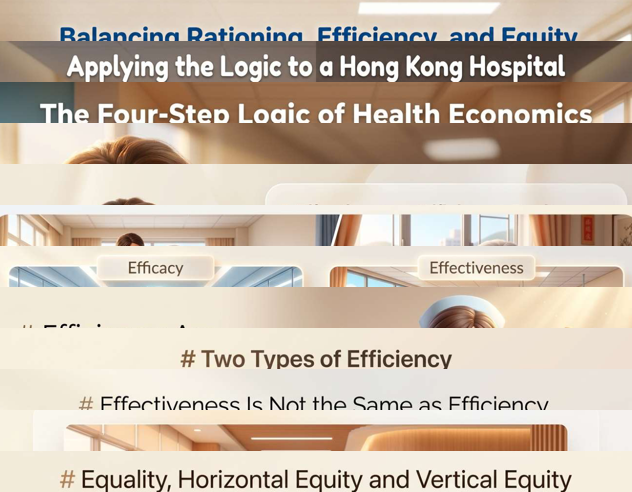 Balancing Rationing, Efficiency, and Equity
Applying the Logic to a Hong Kong Hospital
The Four-Step Logic of Health Economics
Efficacy
Effectiveness
# Two Types of Efficiency
# Effectiveness Is Not the Same as Efficiency
# Equality, Horizontal Equity and Vertical Equity